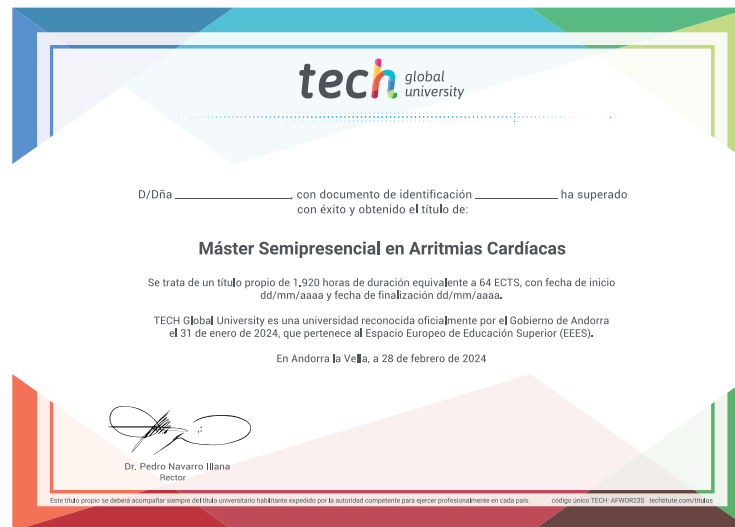 tech global
university
D/Dña ____________________, con documento de identificación ______________ ha superado
con éxito y obtenido el título de:
Máster Semipresencial en Arritmias Cardíacas
Se trata de un título propio de 1.920 horas de duración equivalente a 64 ECTS, con fecha de inicio
dd/mm/aaaa y fecha de finalización dd/mm/aaaa.
TECH Global University es una universidad reconocida oficialmente por el Gobierno de Andorra
el 31 de enero de 2024, que pertenece al Espacio Europeo de Educación Superior (EEES).
En Andorra la Vella, a 28 de febrero de 2024
Dr. Pedro Navarro Illana
Rector
Este título propio se deberá acompañar siempre del título universitario habilitante expedido por la autoridad competente para ejercer profesionalmente en cada país. código único TECH: AFWOR23S techtitute.com/titulos